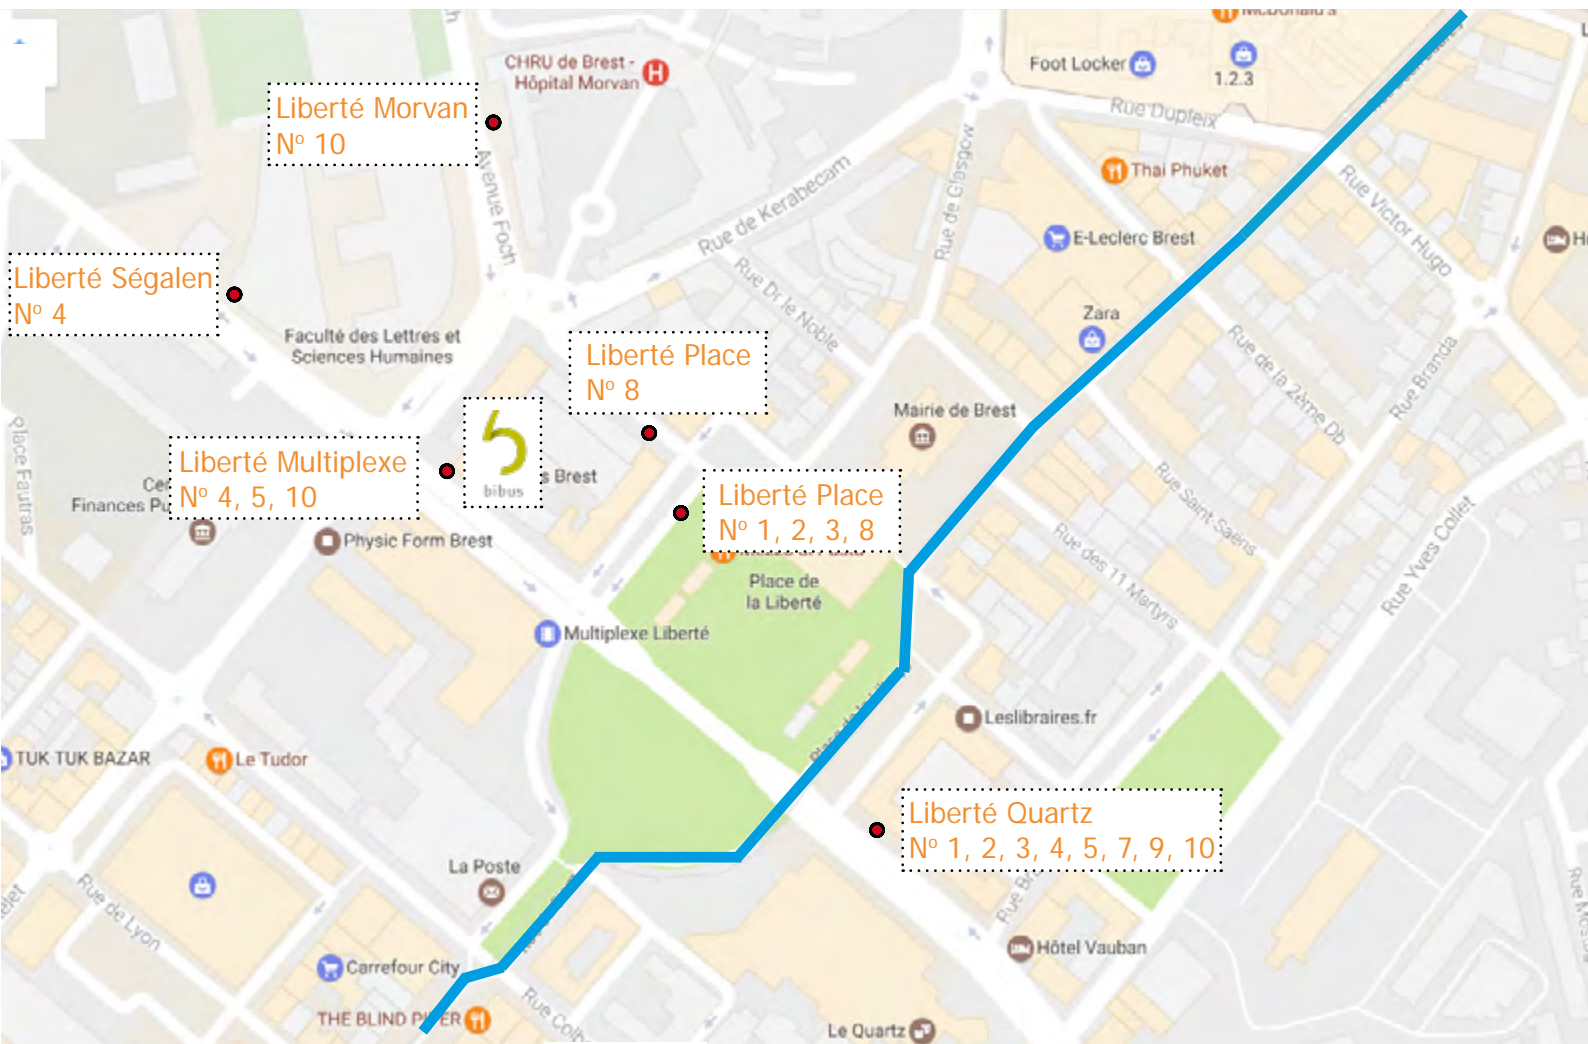 McDonald's
Foot Locker
1.2.3
CHRU de Brest -
Hôpital Morvan
Liberté Morvan
Nº 10
Avenue Foch
Rue Dupleix
Thai Phuket
Rue de Kerabecam
Rue de Glasgow
Rue Victor Hugo
E-Leclerc Brest
Liberté Ségalen
Nº 4
Rue Dr le Noble
Zara
Faculté des Lettres et
Sciences Humaines
Liberté Place
Nº 8
Rue de la 2ème Db
Rue Branda
Mairie de Brest
Place Fautras
Liberté Multiplexe
Nº 4, 5, 10
bibus
s Brest
Cer
Finances Pu
Liberté Place
Nº 1, 2, 3, 8
Rue Saint-Saëns
Rue Yves Collet
Physic Form Brest
Rue des 11 Martyrs
Place de
la Liberté
Multiplexe Liberté
Leslibraires.fr
TUK TUK BAZAR
Le Tudor
Liberté Quartz
Nº 1, 2, 3, 4, 5, 7, 9, 10
La Poste
Rue de Lyon
Hôtel Vauban
Carrefour City
THE BLIND PIPER
Le Quartz